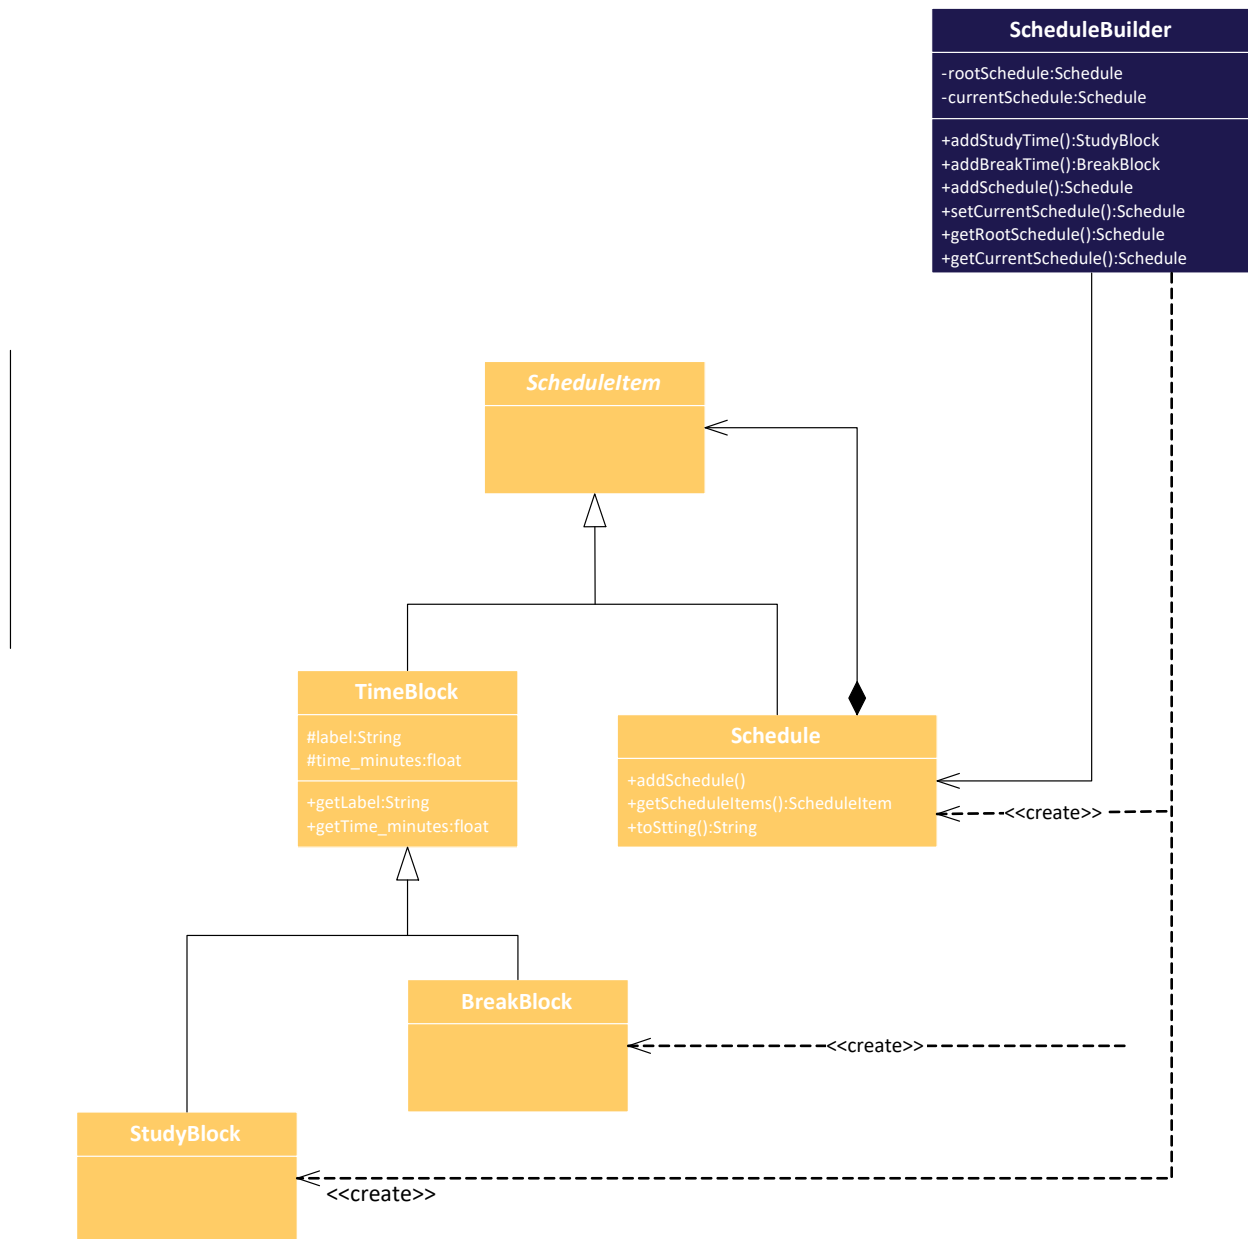 ScheduleBuilder
-rootSchedule:Schedule
-currentSchedule:Schedule
+addStudyTime():StudyBlock
+addBreakTime():BreakBlock
+addSchedule():Schedule
+setCurrentSchedule():Schedule
+getRootSchedule():Schedule
+getCurrentSchedule():Schedule
ScheduleItem
TimeBlock
#label:String
#time_minutes:float
+getLabel:String
+getTime_minutes:float
Schedule
+addSchedule()
+getScheduleItems():ScheduleItem
+toStting():String
<<create>>
BreakBlock
<<create>>
StudyBlock
<<create>>